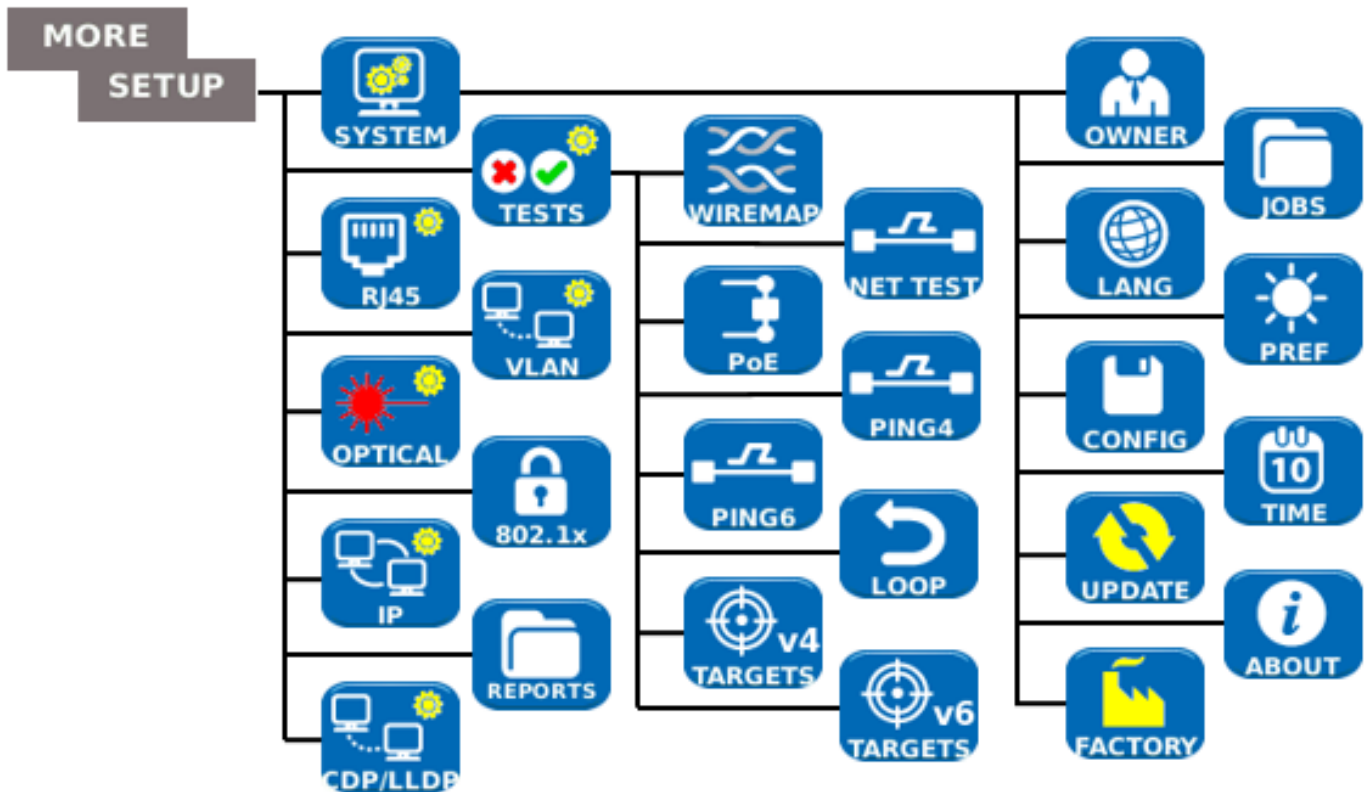 MORE
SETUP
SYSTEM
TESTS
RJ45
VLAN
OPTICAL
802.1x
IP
REPORTS
CDP/LLDP
WIREMAP
NET TEST
PoE
PING4
PING6
LOOP
v4
TARGETS
v6
TARGETS
OWNER
JOBS
LANG
PREF
CONFIG
10
TIME
UPDATE
i
ABOUT
FACTORY